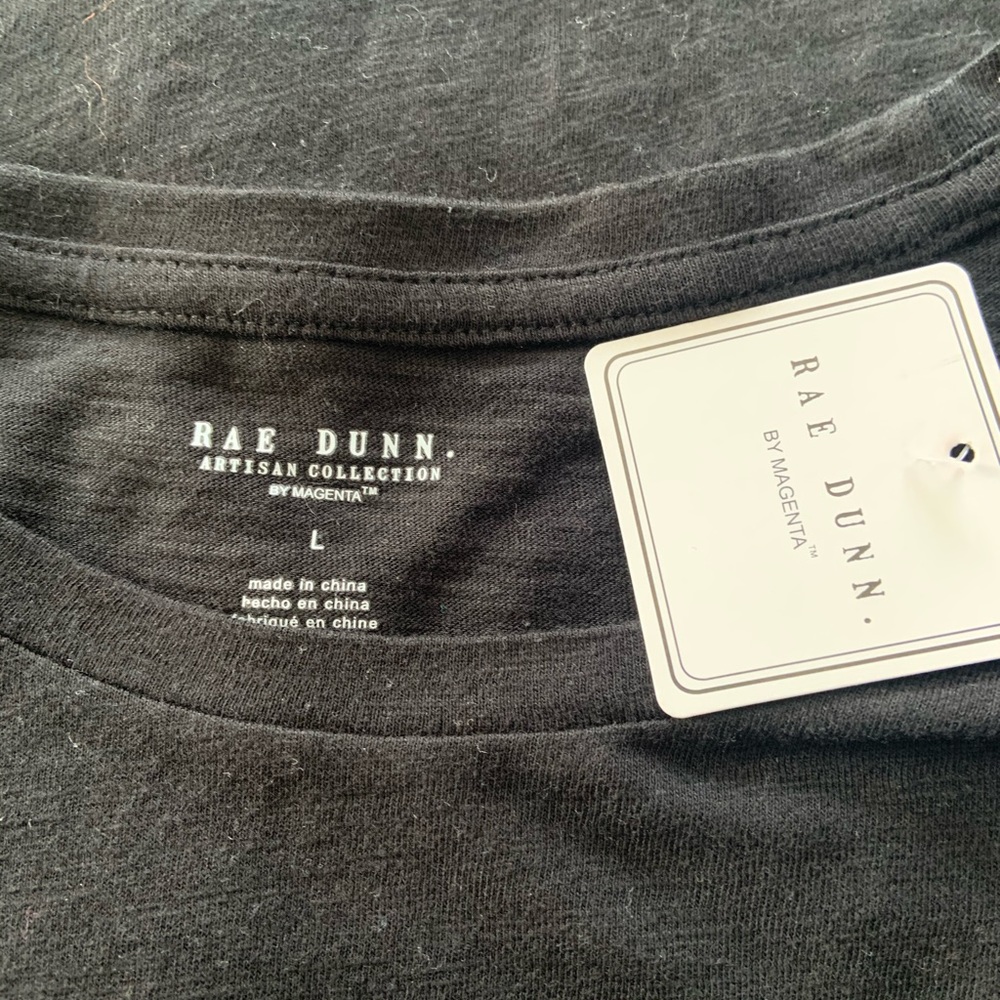 RAE DUNN.
ARTISAN COLLECTION
BY MAGENTA™
L
made in china
hecho en china
fabriqué en chine
RAE DUNN.
BY MAGENTA™